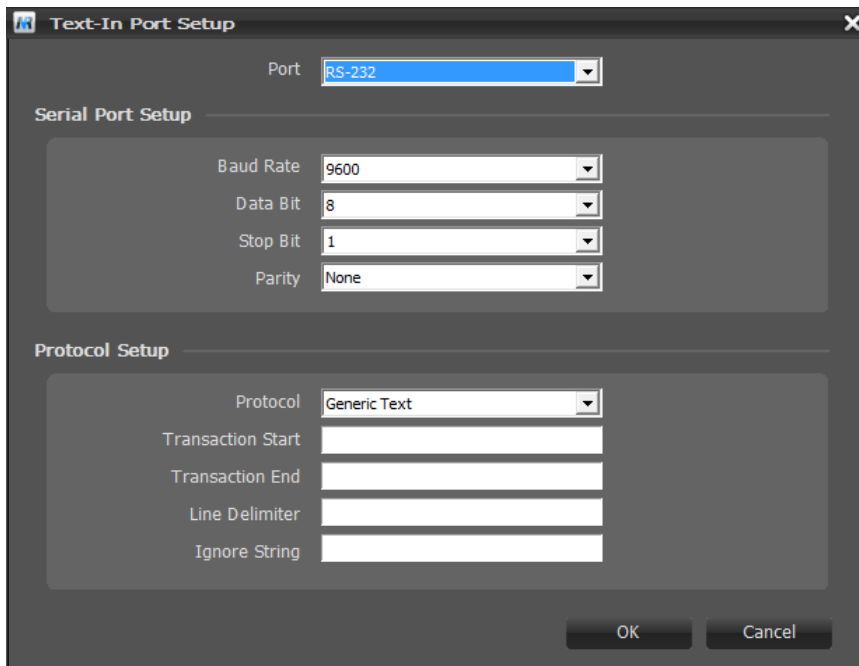 Text-In Port Setup
Port RS-232
Serial Port Setup
Baud Rate 9600
Data Bit 8
Stop Bit 1
Parity None
Protocol Setup
Protocol Generic Text
Transaction Start
Transaction End
Line Delimiter
Ignore String
OK Cancel